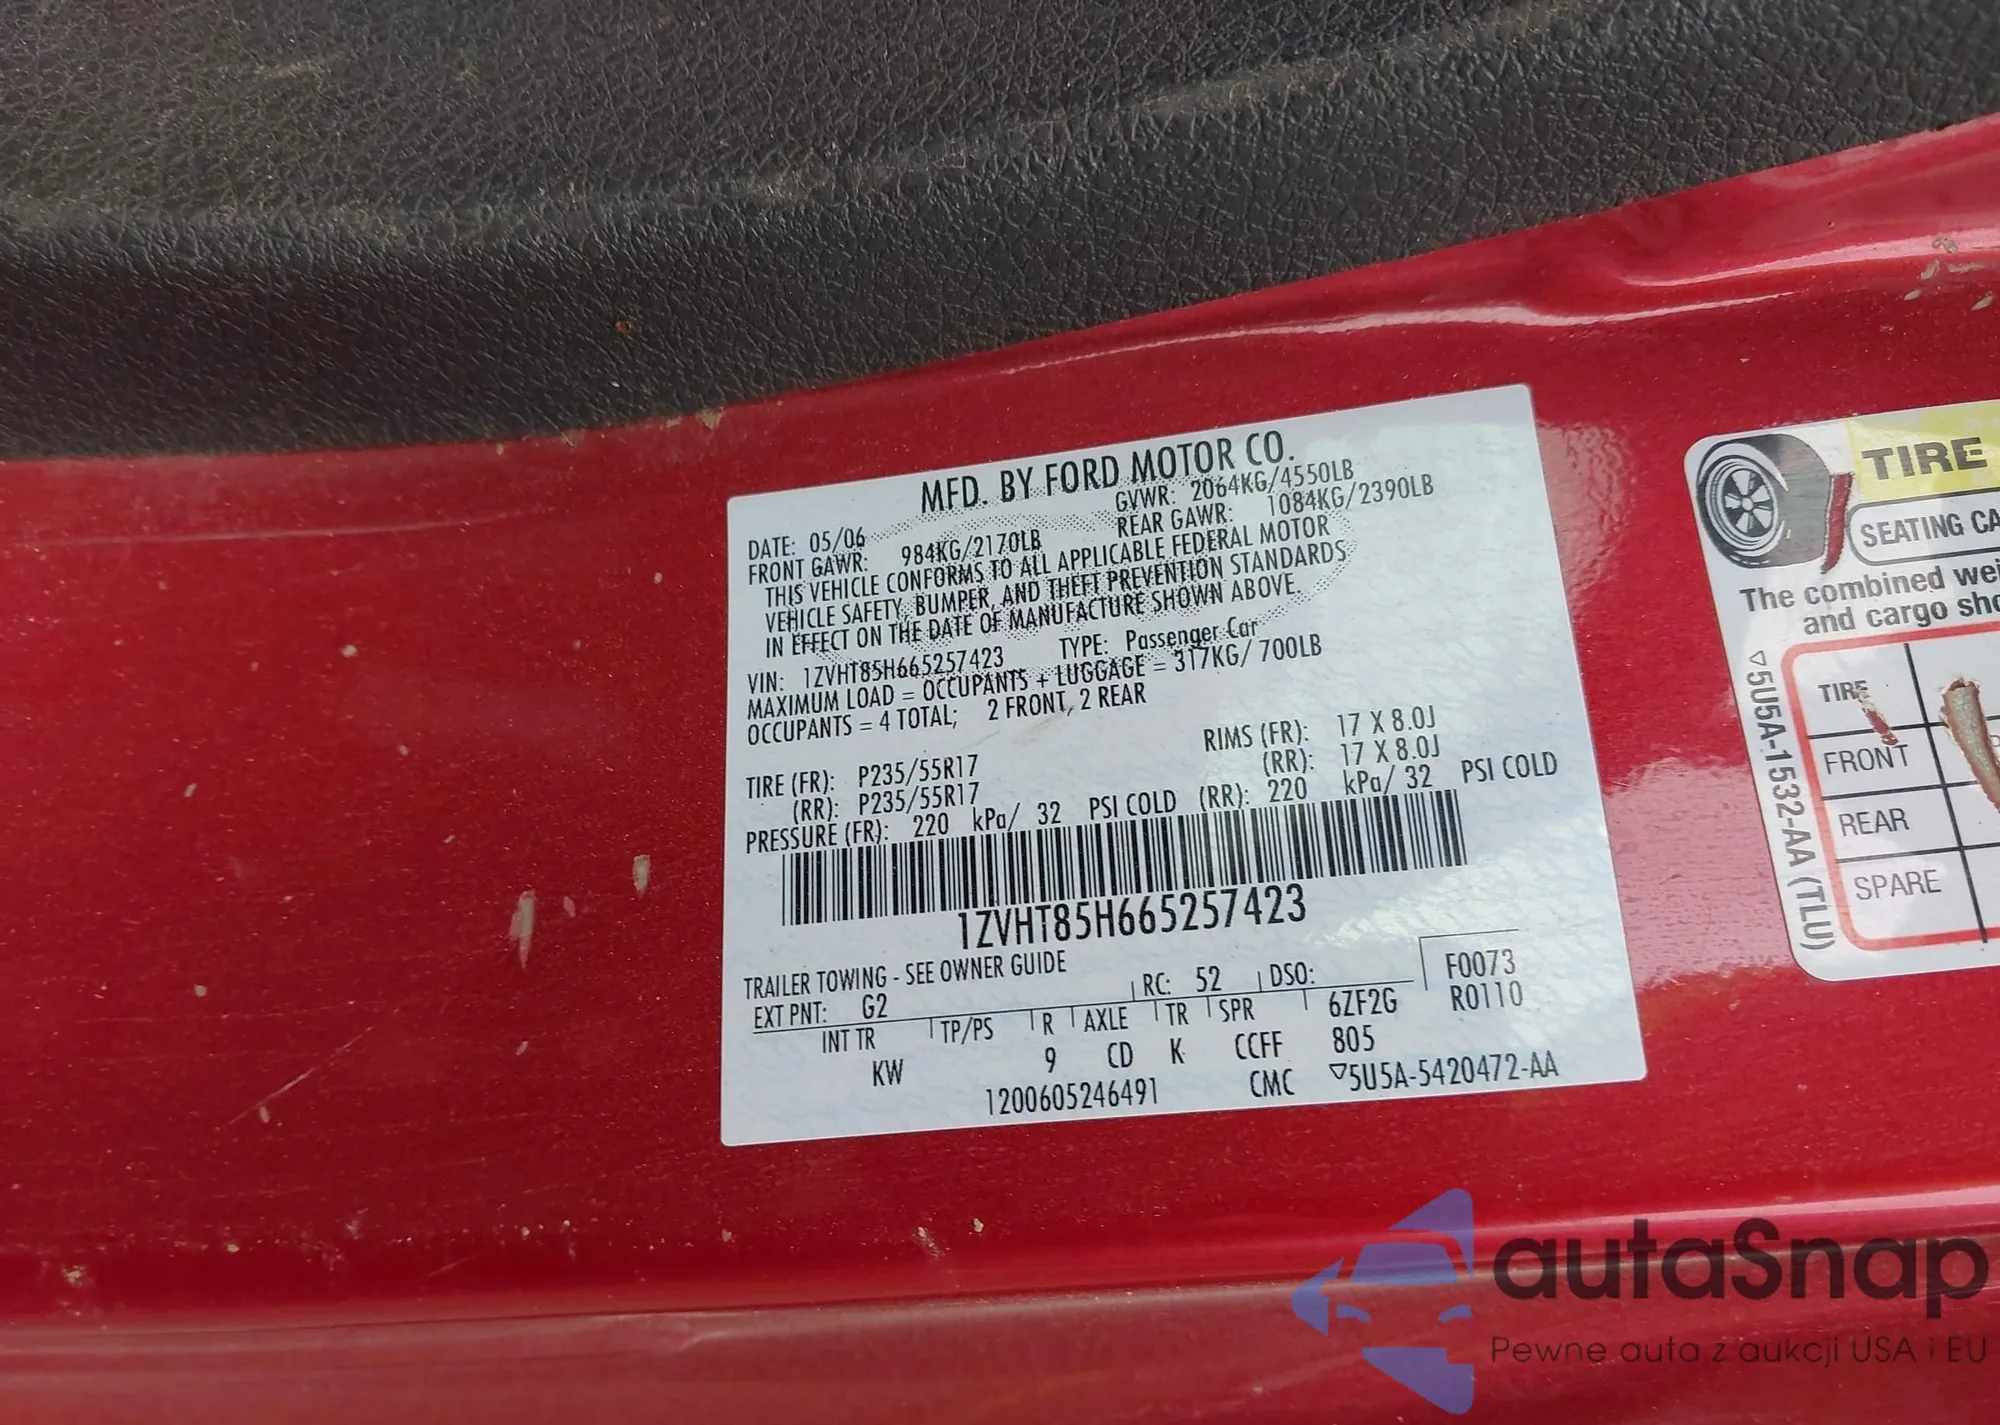 MFD. BY FORD MOTOR CO.
DATE: 05/06 GVWR: 2064KG/4550LB
FRONT GAWR: 984KG/2170LB REAR GAWR: 1084KG/2390LB
THIS VEHICLE CONFORMS TO ALL APPLICABLE FEDERAL MOTOR
VEHICLE SAFETY, BUMPER, AND THEFT PREVENTION STANDARDS
IN EFFECT ON THE DATE OF MANUFACTURE SHOWN ABOVE.
VIN: 1ZVHT85H665257423 TYPE: Passenger Car
MAXIMUM LOAD = OCCUPANTS + LUGGAGE = 317KG/ 700LB
OCCUPANTS = 4 TOTAL; 2 FRONT, 2 REAR
TIRE (FR): P235/55R17 RIMS (FR): 17 X 8.0J
(RR): P235/55R17 (RR): 17 X 8.0J
PRESSURE (FR): 220 kPa/ 32 PSI COLD (RR): 220 kPa/ 32 PSI COLD
1ZVHT85H665257423
TRAILER TOWING - SEE OWNER GUIDE
EXT PNT: G2 RC: 52 DSO: F0073
INT TR TP/PS R AXLE TR SPR 6ZF2G R0110
KW 9 CD K CCFF 805
1200605246491 CMC ▽5U5A-5420472-AA
TIRE
SEATING CA
The combined wei
and cargo sho
TIRE
FRONT
REAR
SPARE
▽5U5A-1532-AA (TLU)
autaSnap
Pewne auta z aukcji USA i EU